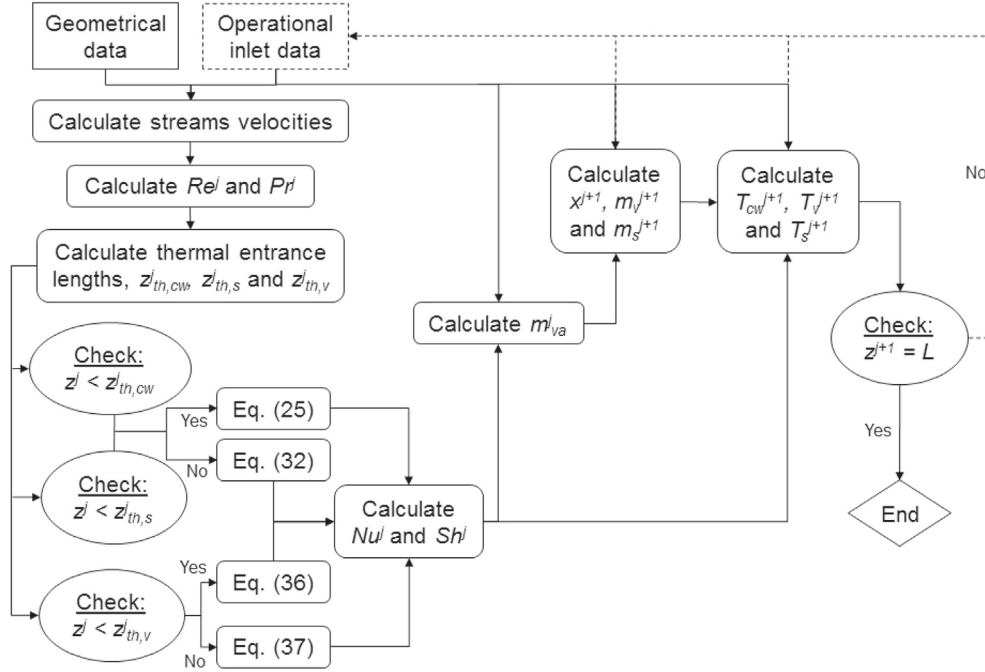 Geometrical
data
Operational
inlet data
Calculate streams velocities
Calculate Re^j and Pr^j
Calculate thermal entrance
lengths, z^j_th,cw, z^j_th,s and z^j_th,v
Check:
z^j < z^j_th,cw
Check:
z^j < z^j_th,s
Check:
z^j < z^j_th,v
Yes
No
Yes
No
Eq. (25)
Eq. (32)
Eq. (36)
Eq. (37)
Calculate
Nu^j and Sh^j
Calculate m^j_va
Calculate
x^j+1, m_v^j+1
and m_s^j+1
Calculate
T_cw^j+1, T_v^j+1
and T_s^j+1
No
Check:
z^j+1 = L
Yes
End